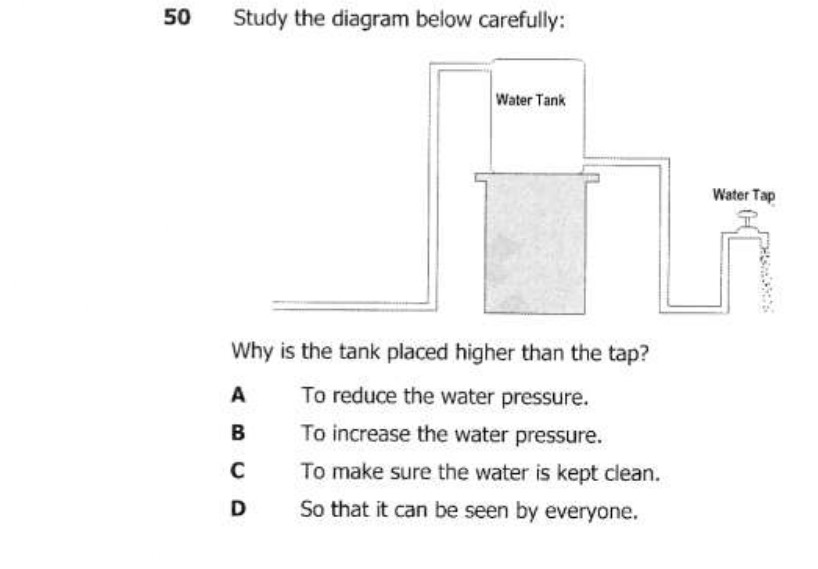 50 Study the diagram below carefully:
Water Tank
Water Tap
Why is the tank placed higher than the tap?
A To reduce the water pressure.
B To increase the water pressure.
C To make sure the water is kept clean.
D So that it can be seen by everyone.